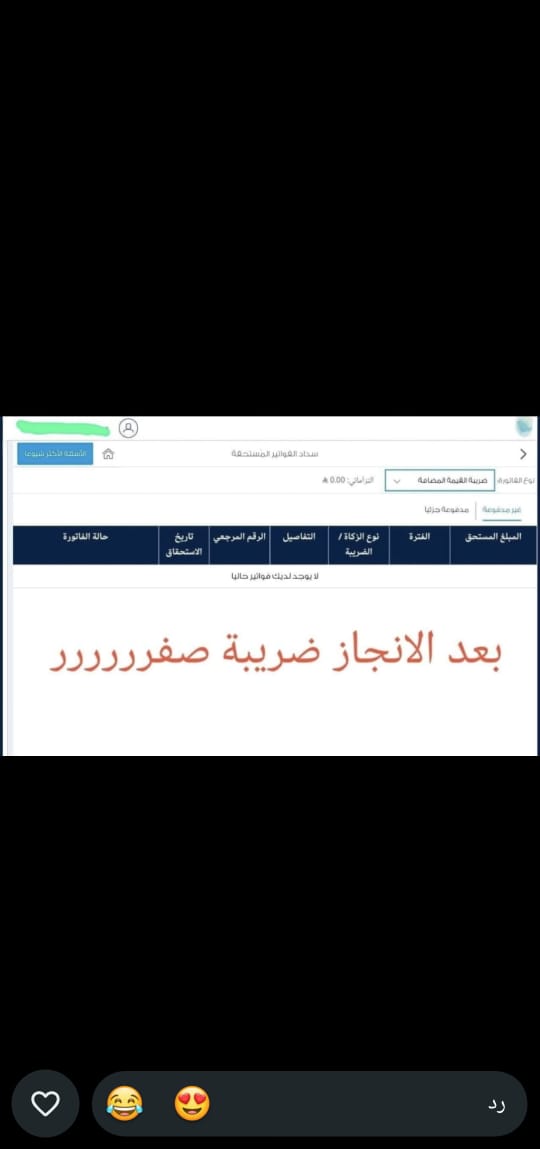 سداد الفواتير المستحقة
الأسئلة الأكثر شيوعا
نوع الفاتورة
ضريبة القيمة المضافة
التزاماتي: 0.00
غير مدفوعة
مدفوعة جزئيا
المبلغ المستحق
الفترة
نوع الزكاة / الضريبة
التفاصيل
الرقم المرجعي
تاريخ الاستحقاق
حالة الفاتورة
لا يوجد لديك فواتير حاليا
بعد الانجاز ضريبة صفررررررر
رد